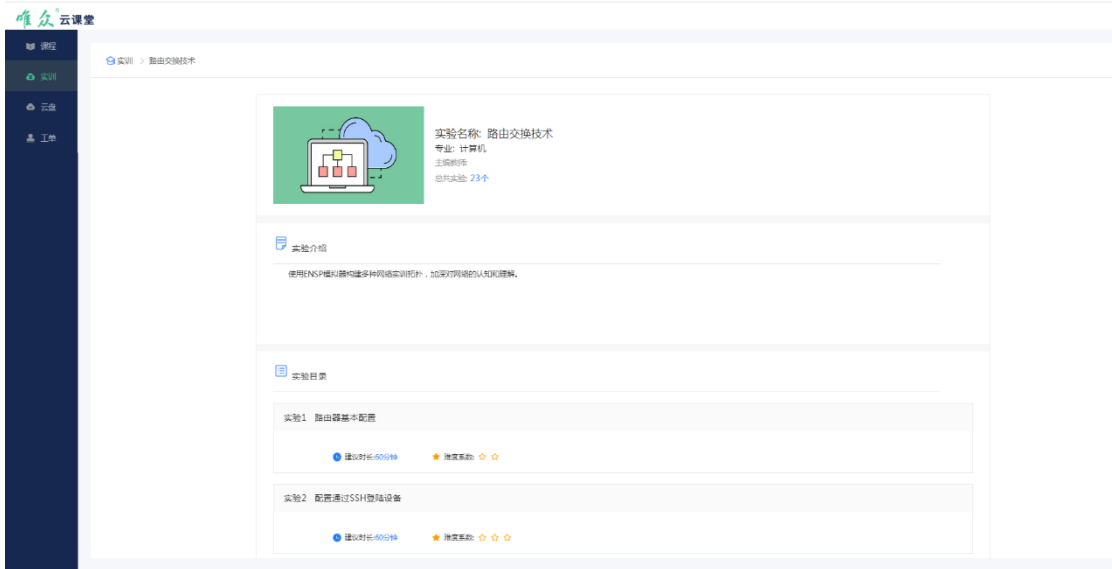 唯众®云课堂
课程
实训
云盘
工单
实训 > 路由交换技术
实验名称: 路由交换技术
专业: 计算机
主编教师:
总共实验: 23个
实验介绍
使用ENSP模拟器构建多种网络实训拓扑，加深对网络的认知和理解。
实验目录
实验1 路由器基本配置
建议时长:60分钟 难度系数:
实验2 配置通过SSH登陆设备
建议时长:60分钟 难度系数: